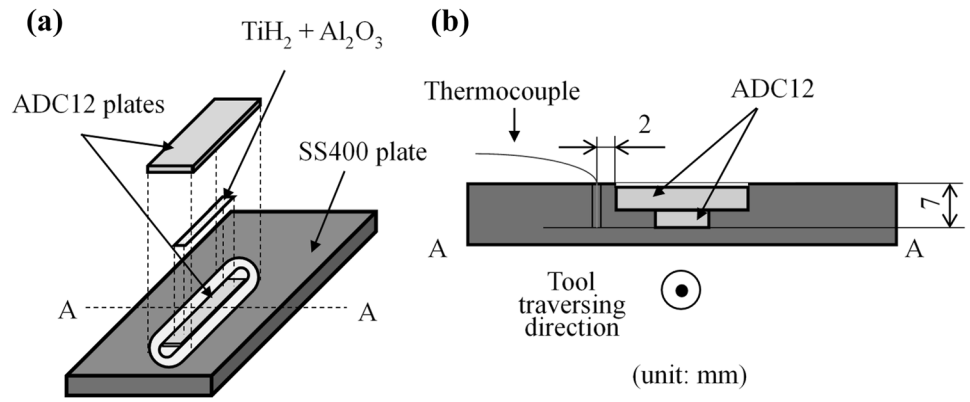 (a)
TiH₂ + Al₂O₃
ADC12 plates
SS400 plate
A
A
(b)
Thermocouple
ADC12
2
7
A
A
Tool
traversing
direction
(unit: mm)